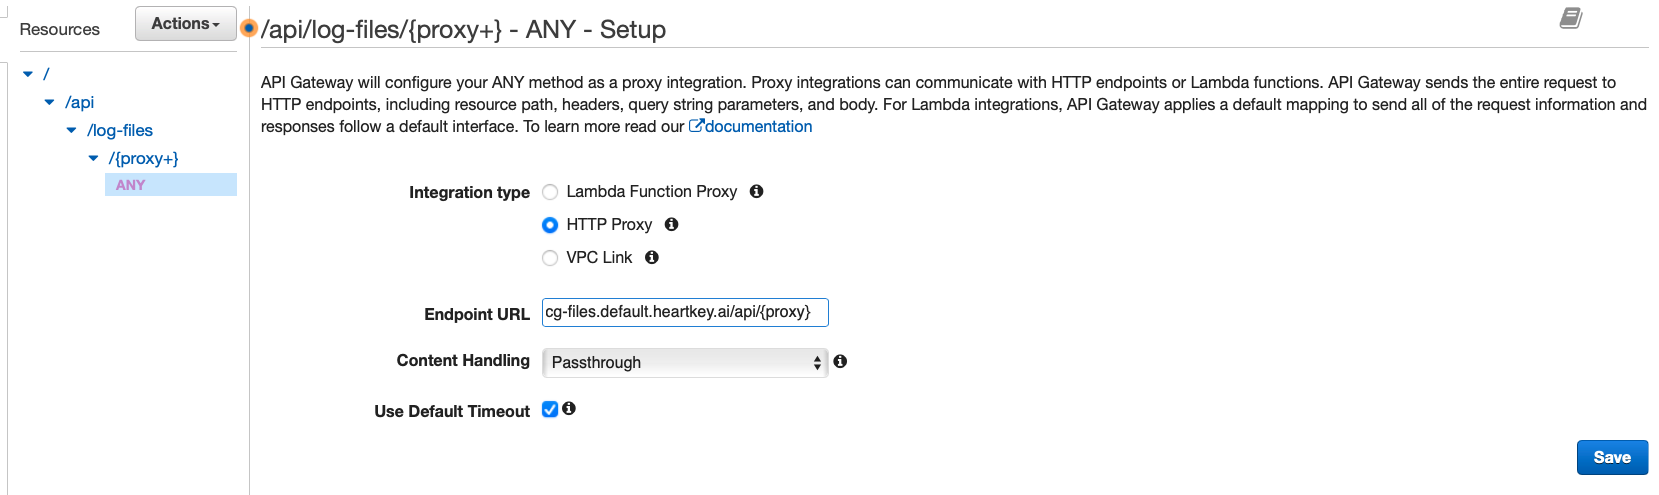 Resources
Actions
/
/api
/log-files
/{proxy+}
ANY
/api/log-files/{proxy+} - ANY - Setup
API Gateway will configure your ANY method as a proxy integration. Proxy integrations can communicate with HTTP endpoints or Lambda functions. API Gateway sends the entire request to
HTTP endpoints, including resource path, headers, query string parameters, and body. For Lambda integrations, API Gateway applies a default mapping to send all of the request information and
responses follow a default interface. To learn more read our documentation
Integration type
Lambda Function Proxy
HTTP Proxy
VPC Link
Endpoint URL
cg-files.default.heartkey.ai/api/{proxy}
Content Handling
Passthrough
Use Default Timeout
Save